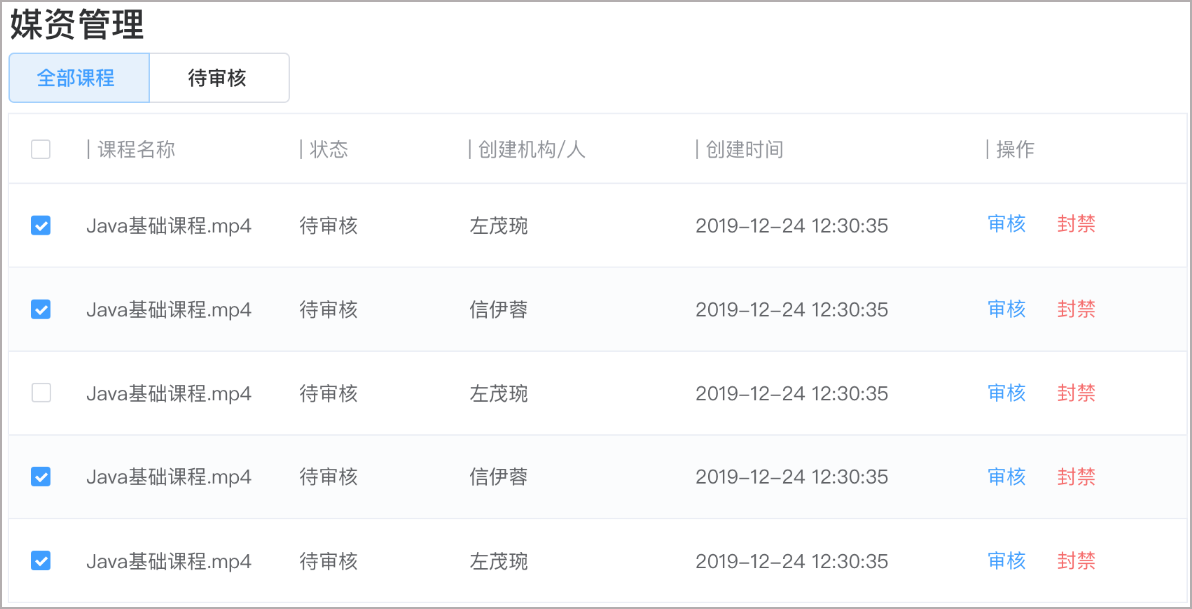 媒资管理
全部课程 待审核
| 课程名称 | 状态 | 创建机构/人 | 创建时间 | 操作
Java基础课程.mp4 待审核 左茂琬 2019-12-24 12:30:35 审核 封禁
Java基础课程.mp4 待审核 信伊蓉 2019-12-24 12:30:35 审核 封禁
Java基础课程.mp4 待审核 左茂琬 2019-12-24 12:30:35 审核 封禁
Java基础课程.mp4 待审核 信伊蓉 2019-12-24 12:30:35 审核 封禁
Java基础课程.mp4 待审核 左茂琬 2019-12-24 12:30:35 审核 封禁